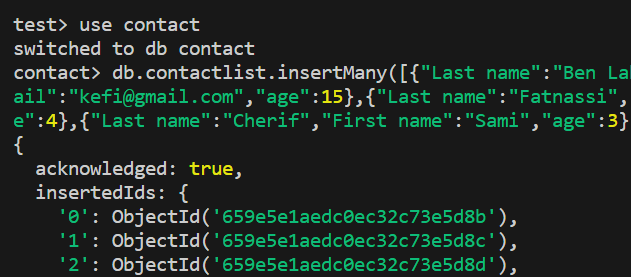 test> use contact
switched to db contact
contact> db.contactlist.insertMany([{"Last name":"Ben La
ail":"kefi@gmail.com","age":15},{"Last name":"Fatnassi",
e":4},{"Last name":"Cherif","First name":"Sami","age":3}
{
  acknowledged: true,
  insertedIds: {
    '0': ObjectId('659e5e1aedc0ec32c73e5d8b'),
    '1': ObjectId('659e5e1aedc0ec32c73e5d8c'),
    '2': ObjectId('659e5e1aedc0ec32c73e5d8d'),